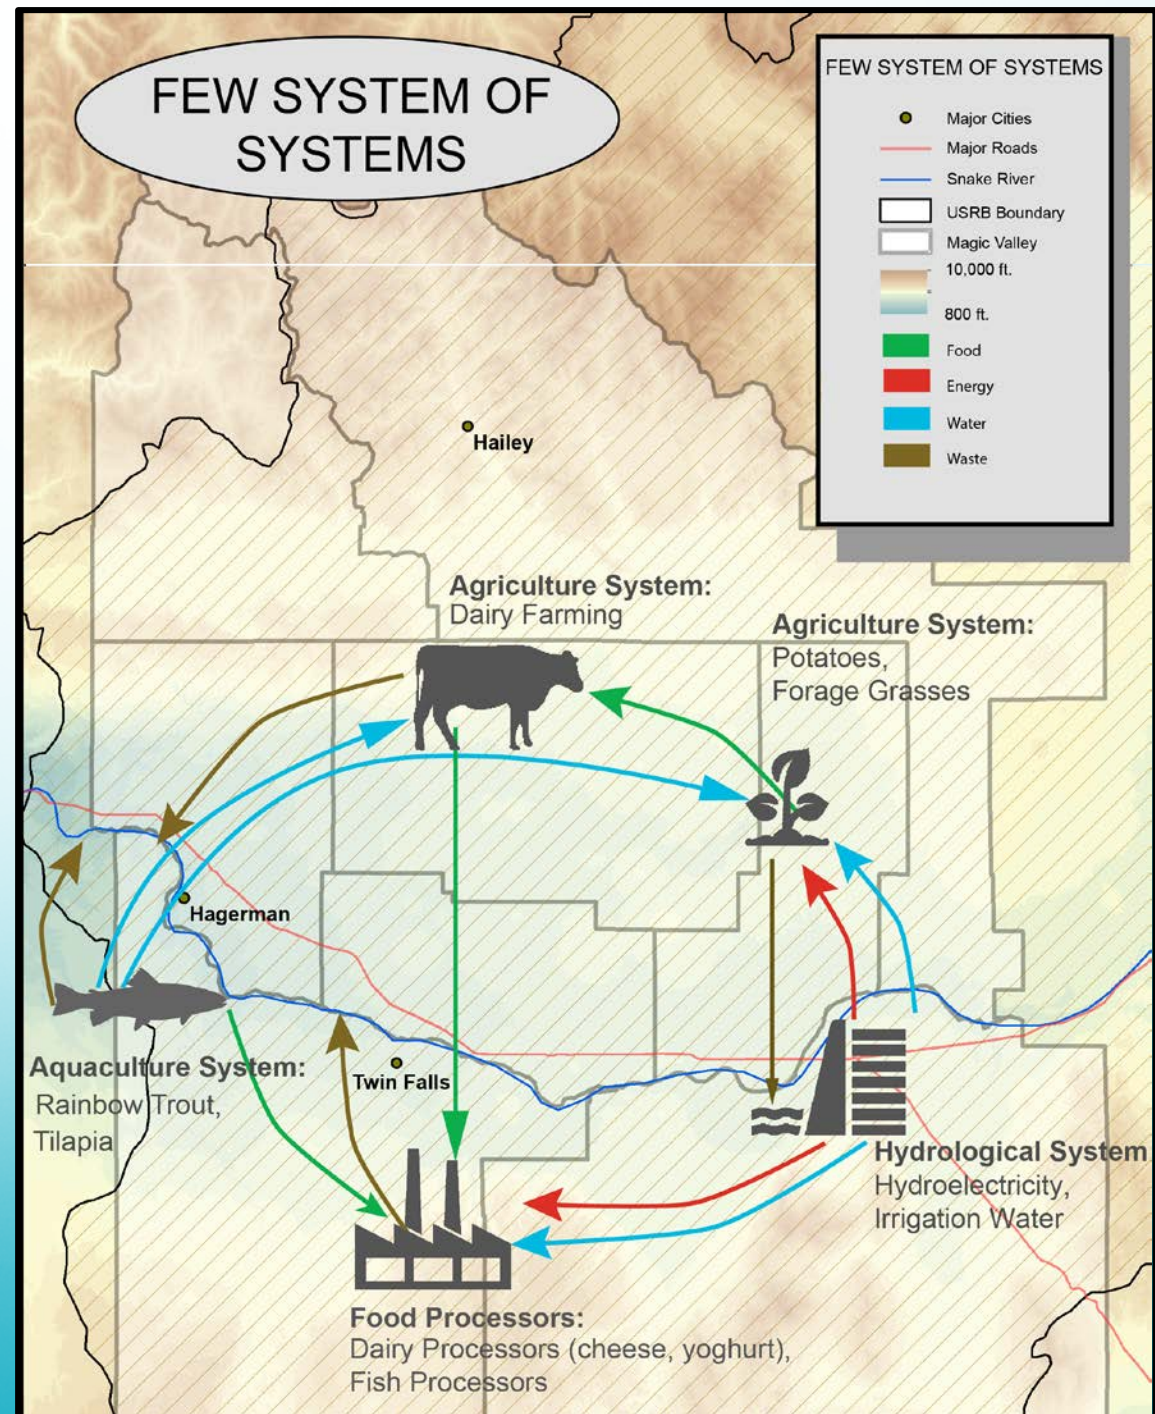 FEW SYSTEM OF
SYSTEMS
FEW SYSTEM OF SYSTEMS
Major Cities
Major Roads
Snake River
USRB Boundary
Magic Valley
10,000 ft.
800 ft.
Food
Energy
Water
Waste
Hailey
Agriculture System:
Dairy Farming
Agriculture System:
Potatoes,
Forage Grasses
Hagerman
Aquaculture System:
Rainbow Trout,
Tilapia
Twin Falls
Hydrological System
Hydroelectricity,
Irrigation Water
Food Processors:
Dairy Processors (cheese, yoghurt),
Fish Processors